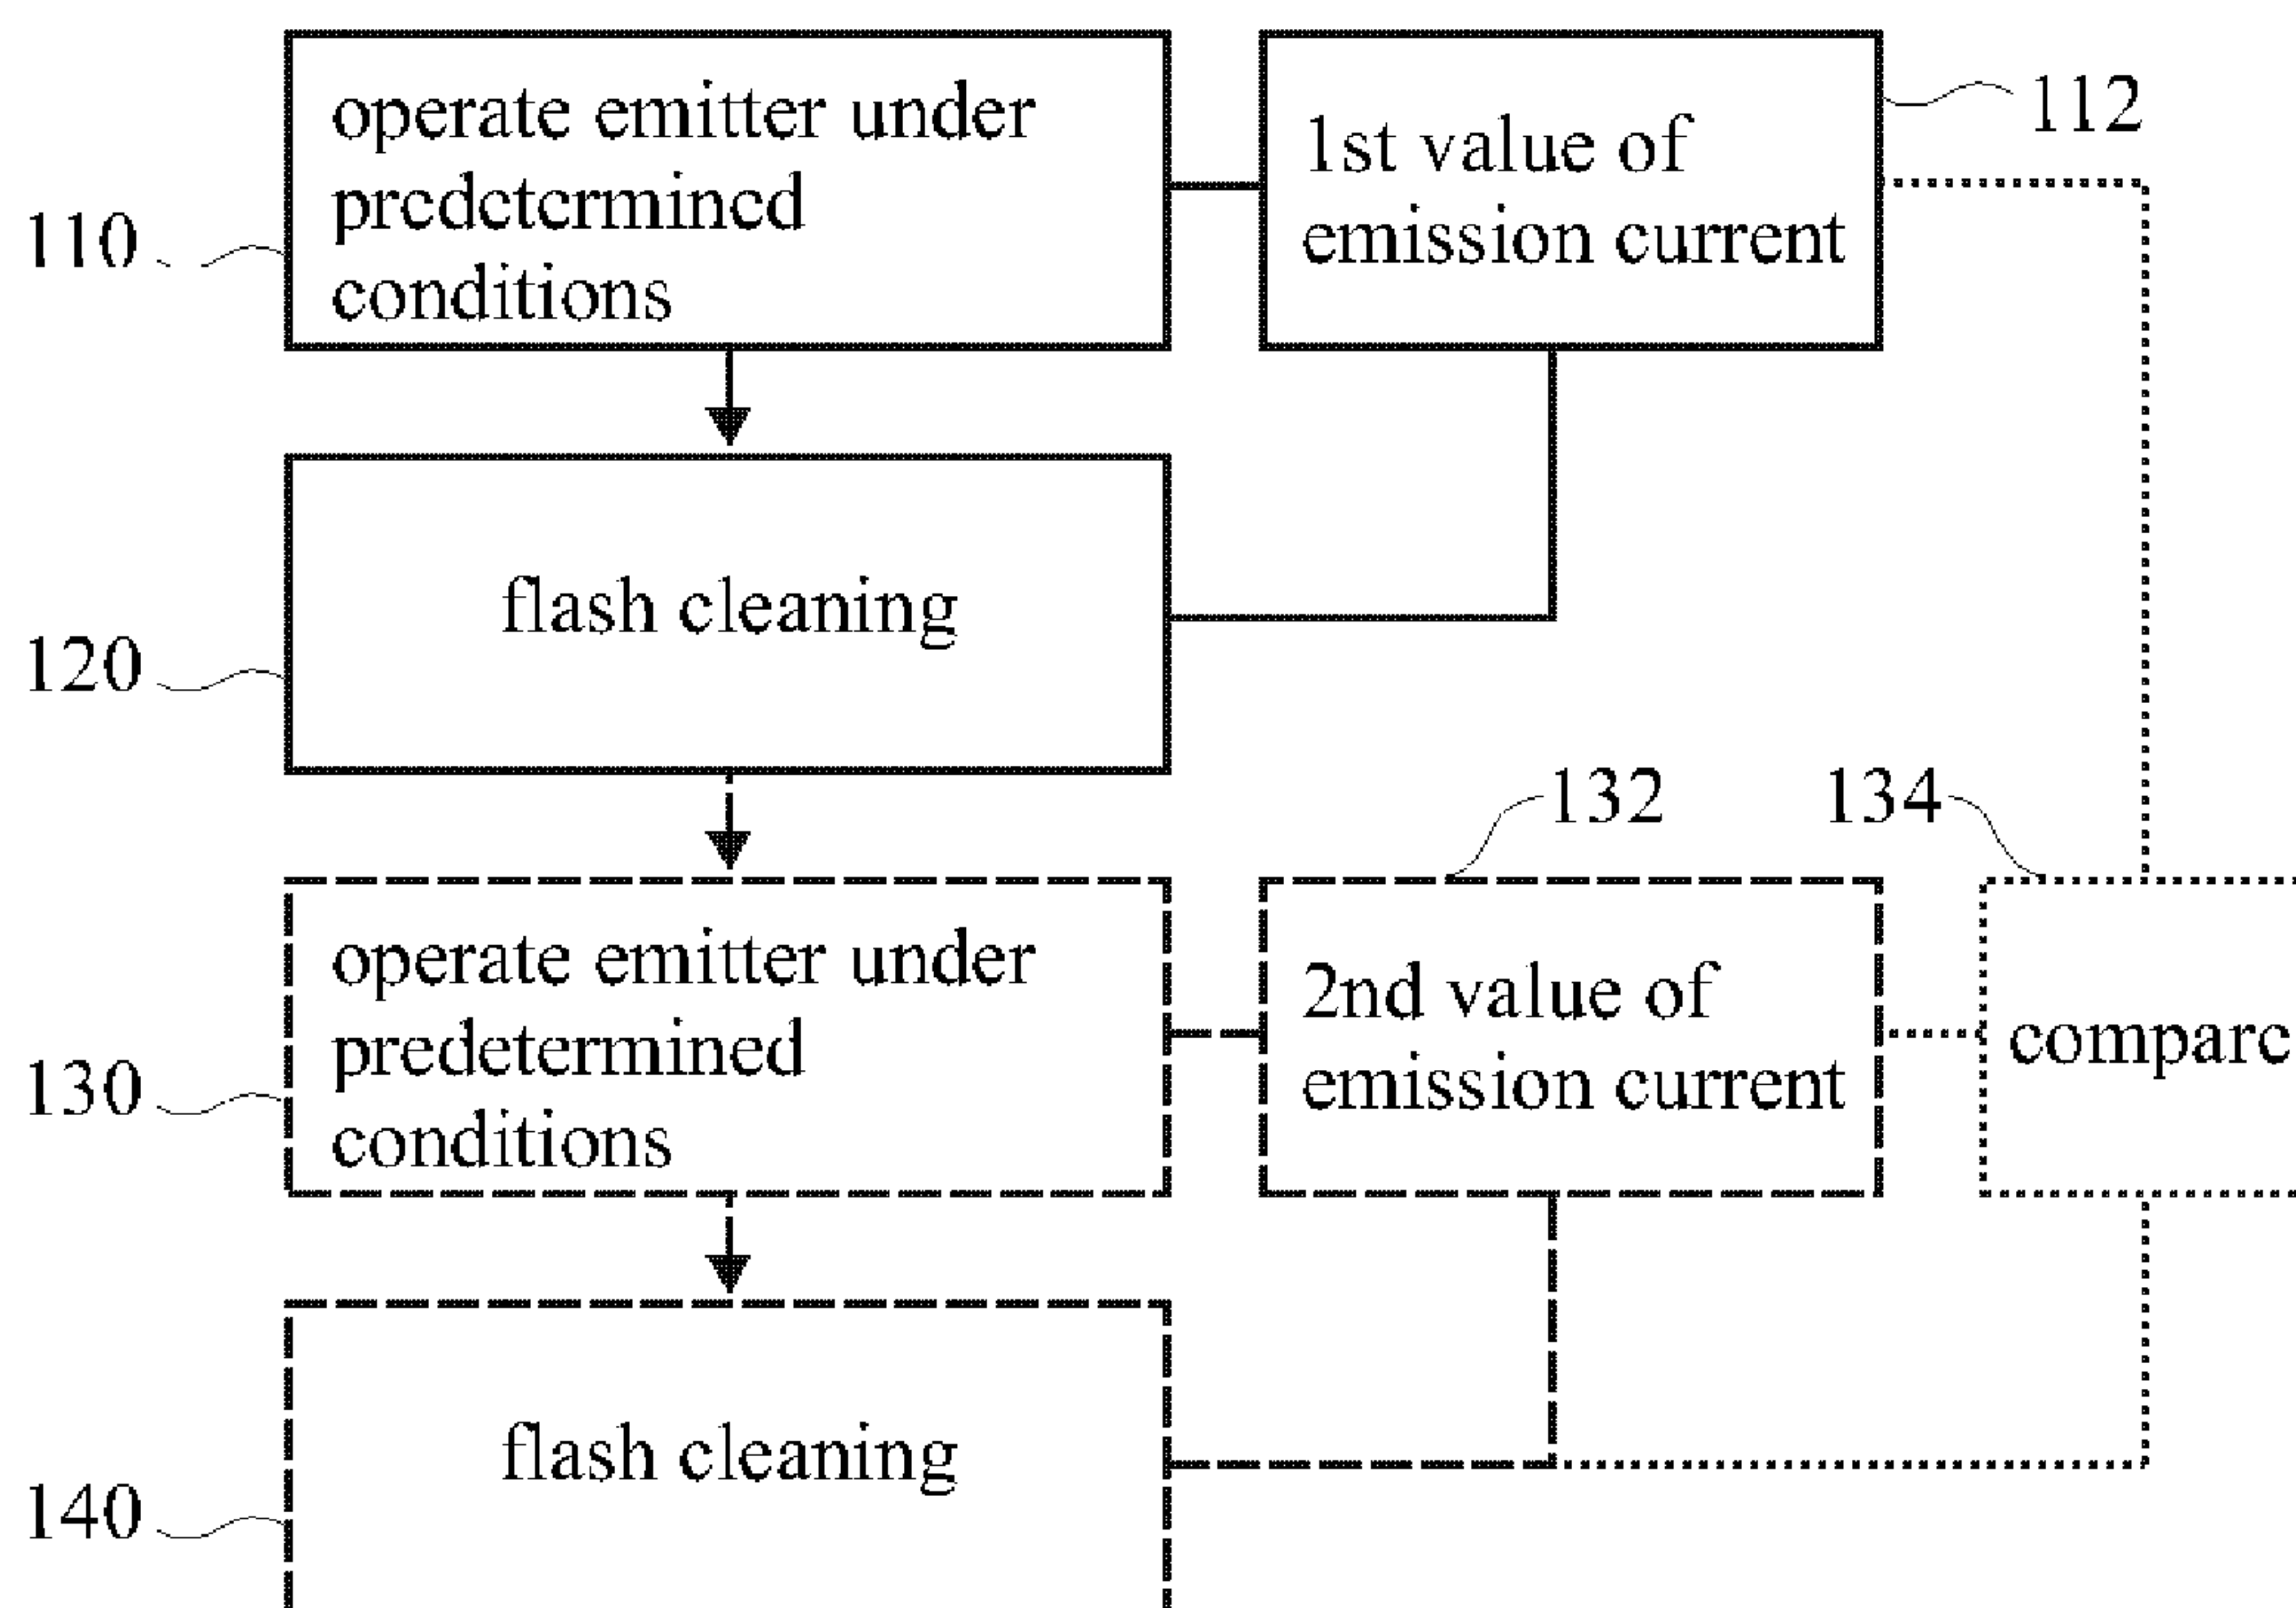 operate emitter under
predetermined
conditions
110
1st value of
emission current
112
flash cleaning
120
132
134
operate emitter under
predetermined
conditions
130
2nd value of
emission current
compare
flash cleaning
140